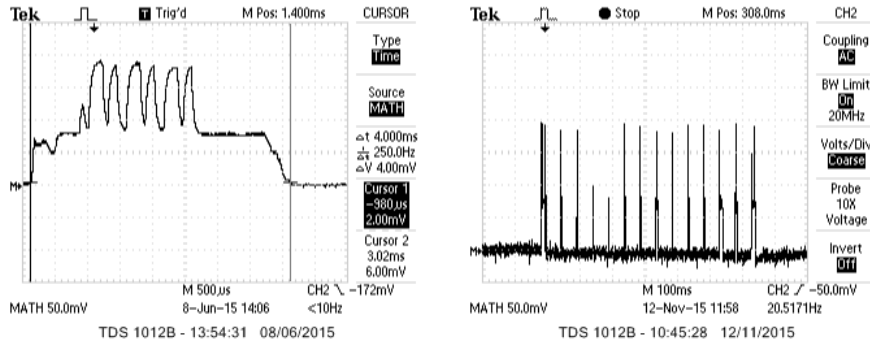 Tek Trig'd M Pos: 1.400ms CURSOR
Type
Time
Source
MATH
Δt 4.000ms
1/Δt 250.0Hz
ΔV 4.00mV
Cursor 1
-980µs
2.00mV
Cursor 2
3.02ms
6.00mV
M
MATH 50.0mV M 500µs CH2 -172mV
8-Jun-15 14:06 <10Hz
TDS 1012B - 13:54:31 08/06/2015
Tek Stop M Pos: 308.0ms CH2
Coupling
AC
BW Limit
On
20MHz
Volts/Div
Coarse
Probe
10X
Voltage
Invert
Off
M
MATH 50.0mV M 100ms CH2 -50.0mV
12-Nov-15 11:58 20.5171Hz
TDS 1012B - 10:45:28 12/11/2015